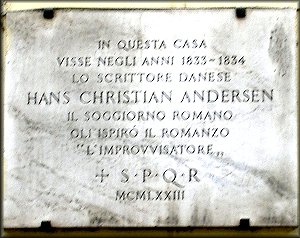 IN QUESTA CASA
VISSE NEGLI ANNI 1833-1834
LO SCRITTORE DANESE
HANS CHRISTIAN ANDERSEN
IL SOGGIORNO ROMANO
GLI ISPIRÒ IL ROMANZO
"L'IMPROVVISATORE„
+ S·P·Q·R
MCMLXXIII